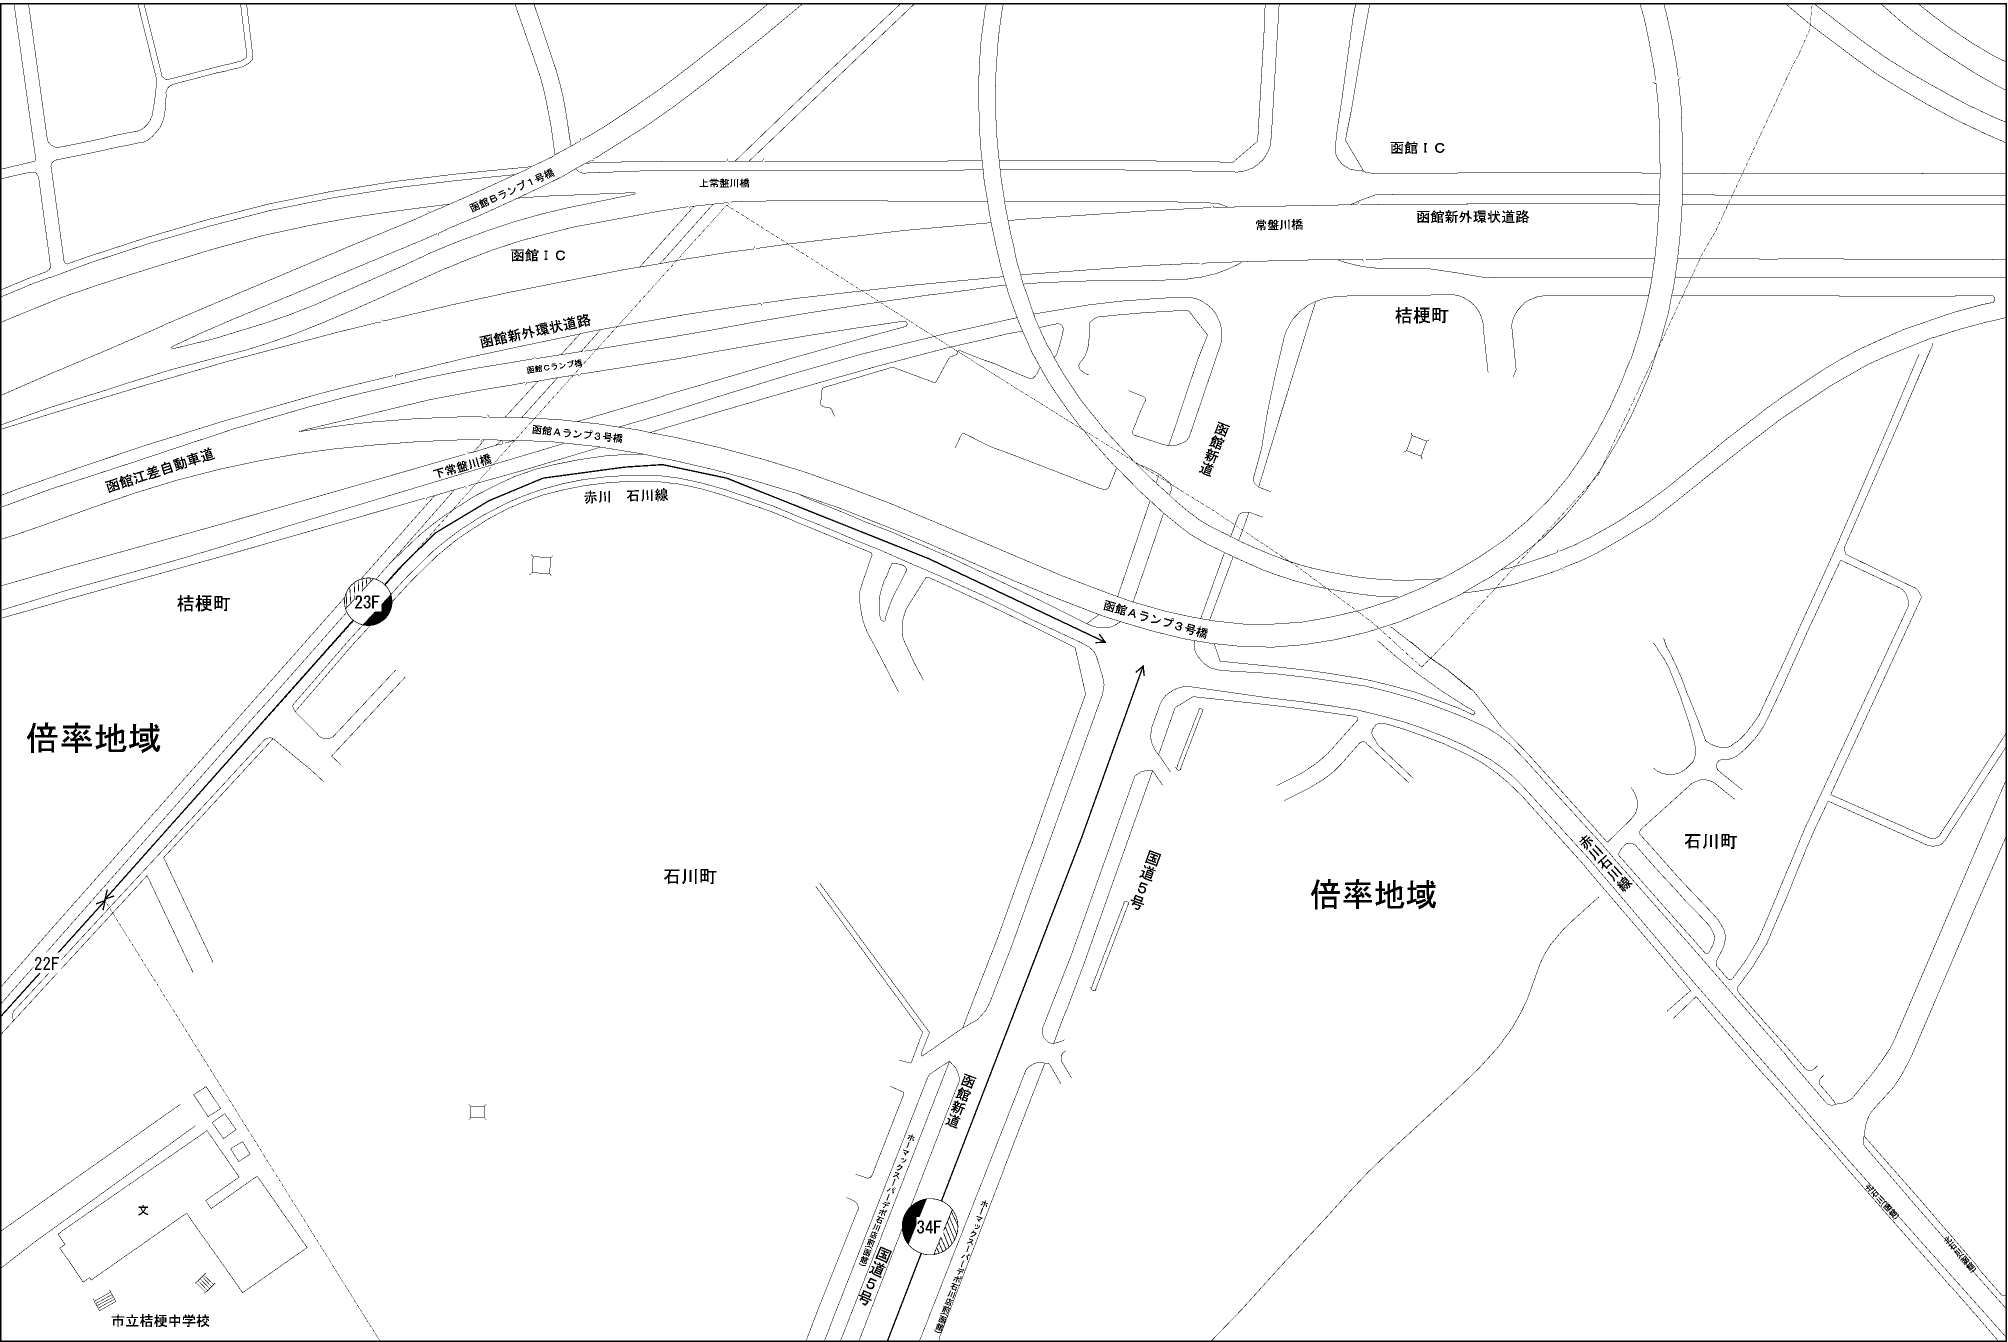 函館ＩＣ
函館Ｂランプ１号橋
上常盤川橋
函館新外環状道路
常盤川橋
函館ＩＣ
桔梗町
函館新外環状道路
函館Ｃランプ橋
函館新道
函館Ａランプ３号橋
函館江差自動車道
下常盤川橋
赤川　石川線
桔梗町
23F
函館Ａランプ３号橋
倍率地域
石川町
赤川石川線
石川町
国道５号
倍率地域
22F
函館新道
文
34F
国道５号
市立桔梗中学校